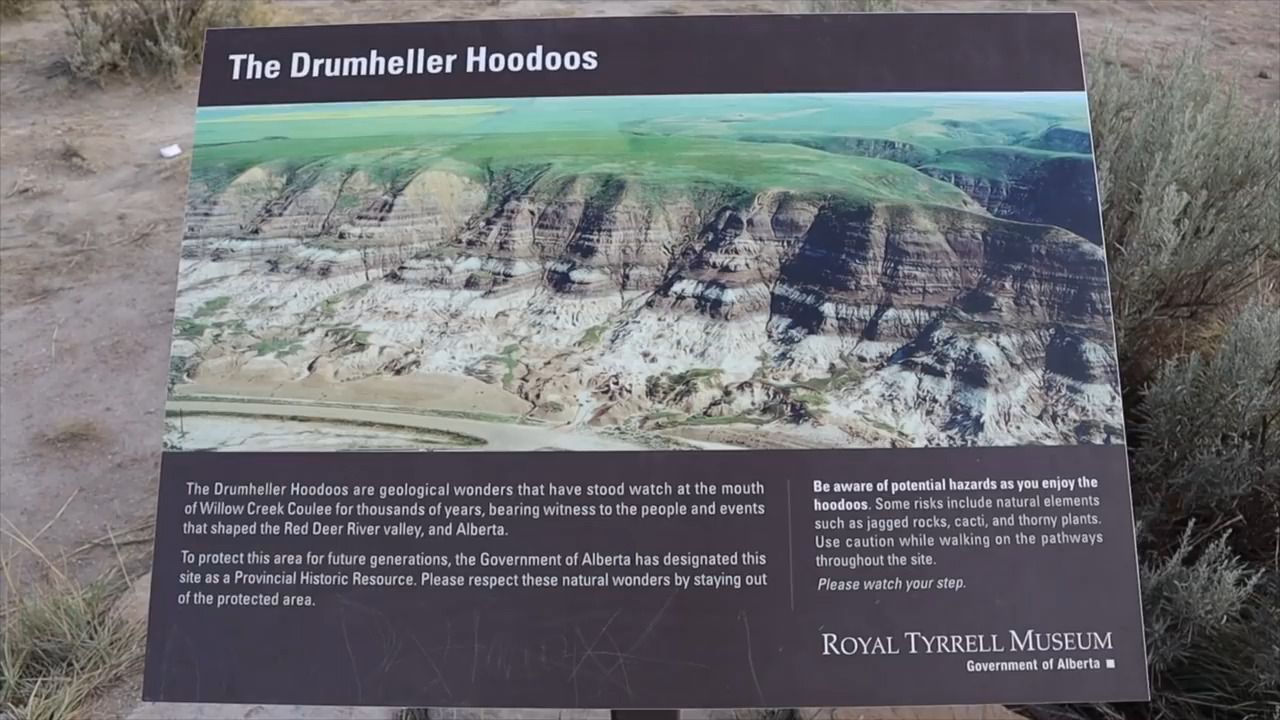 The Drumheller Hoodoos
The Drumheller Hoodoos are geological wonders that have stood watch at the mouth
of Willow Creek Coulee for thousands of years, bearing witness to the people and events
that shaped the Red Deer River valley, and Alberta.
To protect this area for future generations, the Government of Alberta has designated this
site as a Provincial Historic Resource. Please respect these natural wonders by staying out
of the protected area.
Be aware of potential hazards as you enjoy the
hoodoos. Some risks include natural elements
such as jagged rocks, cacti, and thorny plants.
Use caution while walking on the pathways
throughout the site.
Please watch your step.
ROYAL TYRRELL MUSEUM
Government of Alberta